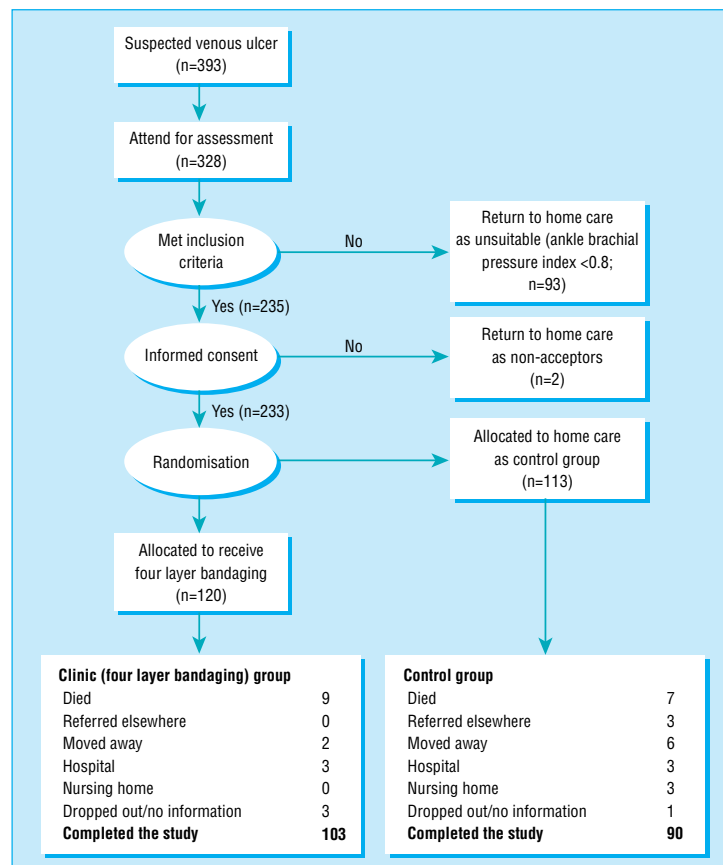 Suspected venous ulcer
(n=393)
Attend for assessment
(n=328)
Met inclusion
criteria
No
Return to home care
as unsuitable (ankle brachial
pressure index <0.8;
n=93)
Yes (n=235)
Informed consent
No
Return to home care
as non-acceptors
(n=2)
Yes (n=233)
Randomisation
Allocated to home care
as control group
(n=113)
Allocated to receive
four layer bandaging
(n=120)
Clinic (four layer bandaging) group
Died 9
Referred elsewhere 0
Moved away 2
Hospital 3
Nursing home 0
Dropped out/no information 3
Completed the study 103
Control group
Died 7
Referred elsewhere 3
Moved away 6
Hospital 3
Nursing home 3
Dropped out/no information 1
Completed the study 90